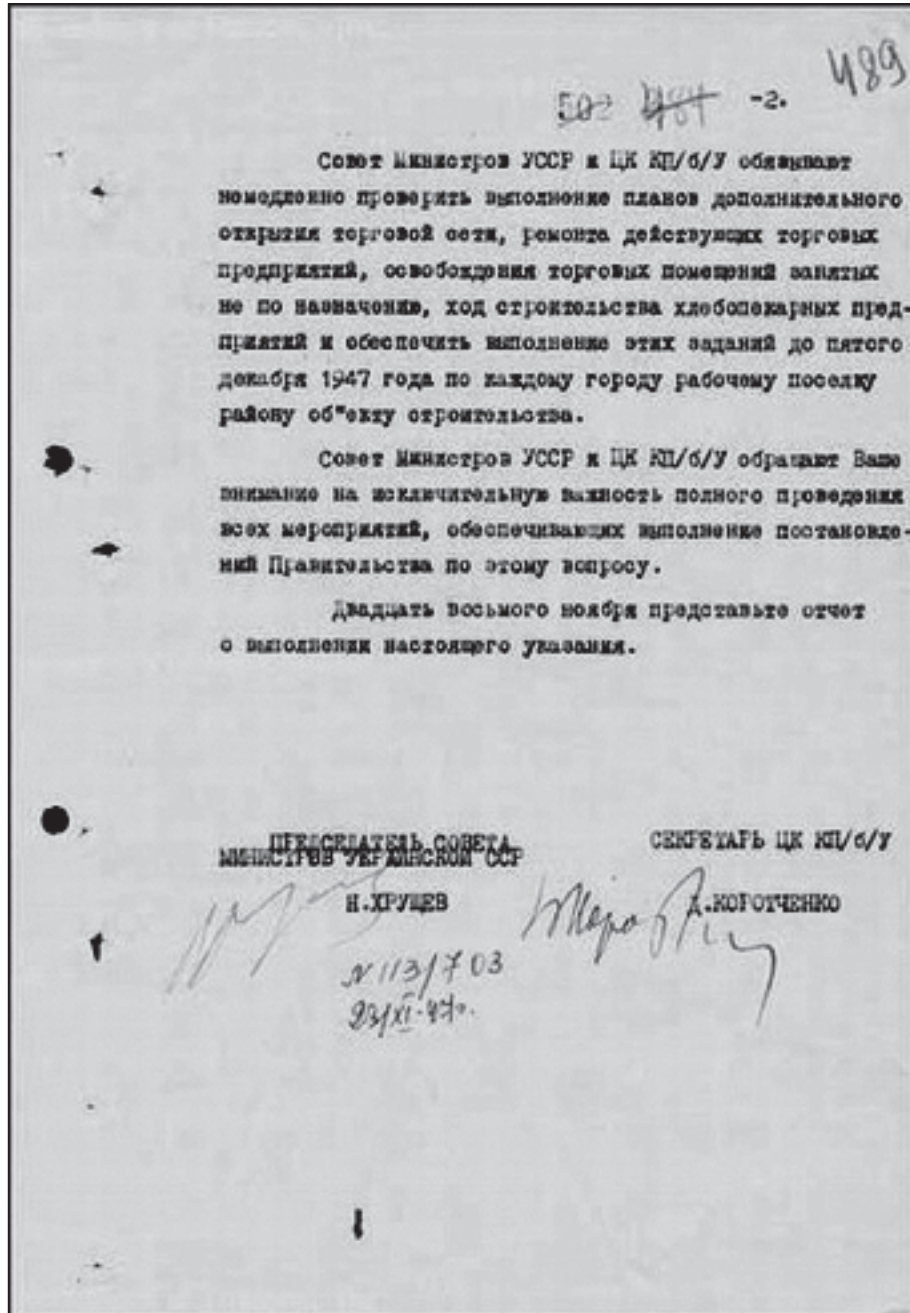 489
502 484 -2.
Совет Министров УССР и ЦК КП/б/У обязывают
немедленно проверить выполнение планов дополнительного
открытия торговой сети, ремонта действующих торговых
предприятий, освобождения торговых помещений занятых
не по назначению, ход строительства хлебопекарных пред-
приятий и обеспечить выполнение этих заданий до пятого
декабря 1947 года по каждому городу рабочему поселку
району об"екту строительства.
Совет Министров УССР и ЦК КП/б/У обращают Ваше
внимание на исключительную важность полного проведения
всех мероприятий, обеспечивающих выполнение постановле-
ний Правительства по этому вопросу.
Двадцать восьмого ноября представьте отчет
о выполнении настоящего указания.
ПРЕДСЕДАТЕЛЬ СОВЕТА СЕКРЕТАРЬ ЦК КП/б/У
МИНИСТРОВ УКРАИНСКОЙ ССР
Н.ХРУЩЕВ Д.КОРОТЧЕНКО
N 113/7 03
23/XI-47г.